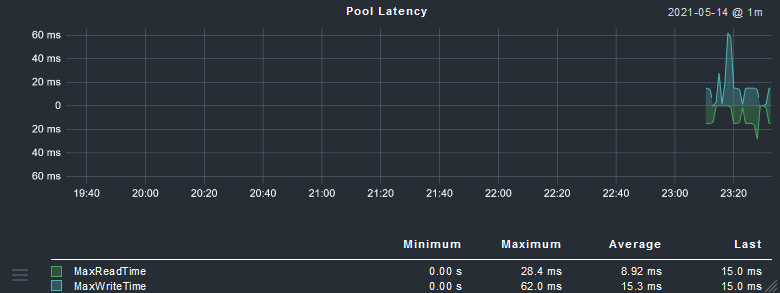 Pool Latency
2021-05-14 @ 1m
60 ms
40 ms
20 ms
0
20 ms
40 ms
60 ms
19:40 20:00 20:20 20:40 21:00 21:20 21:40 22:00 22:20 22:40 23:00 23:20
Minimum Maximum Average Last
MaxReadTime 0.00 s 28.4 ms 8.92 ms 15.0 ms
MaxWriteTime 0.00 s 62.0 ms 15.3 ms 15.0 ms